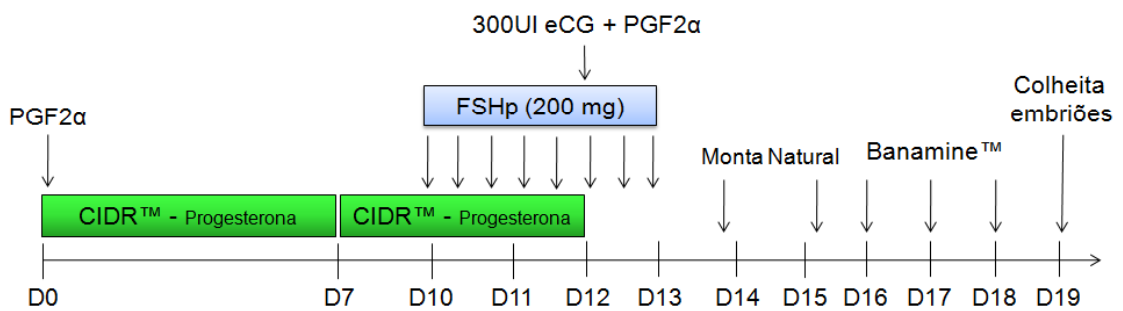 300UI eCG + PGF2α
PGF2α
FSHp (200 mg)
Colheita
embriões
Monta Natural
Banamine™
CIDR™ - Progesterona
CIDR™ - Progesterona
D0
D7
D10
D11
D12
D13
D14
D15
D16
D17
D18
D19